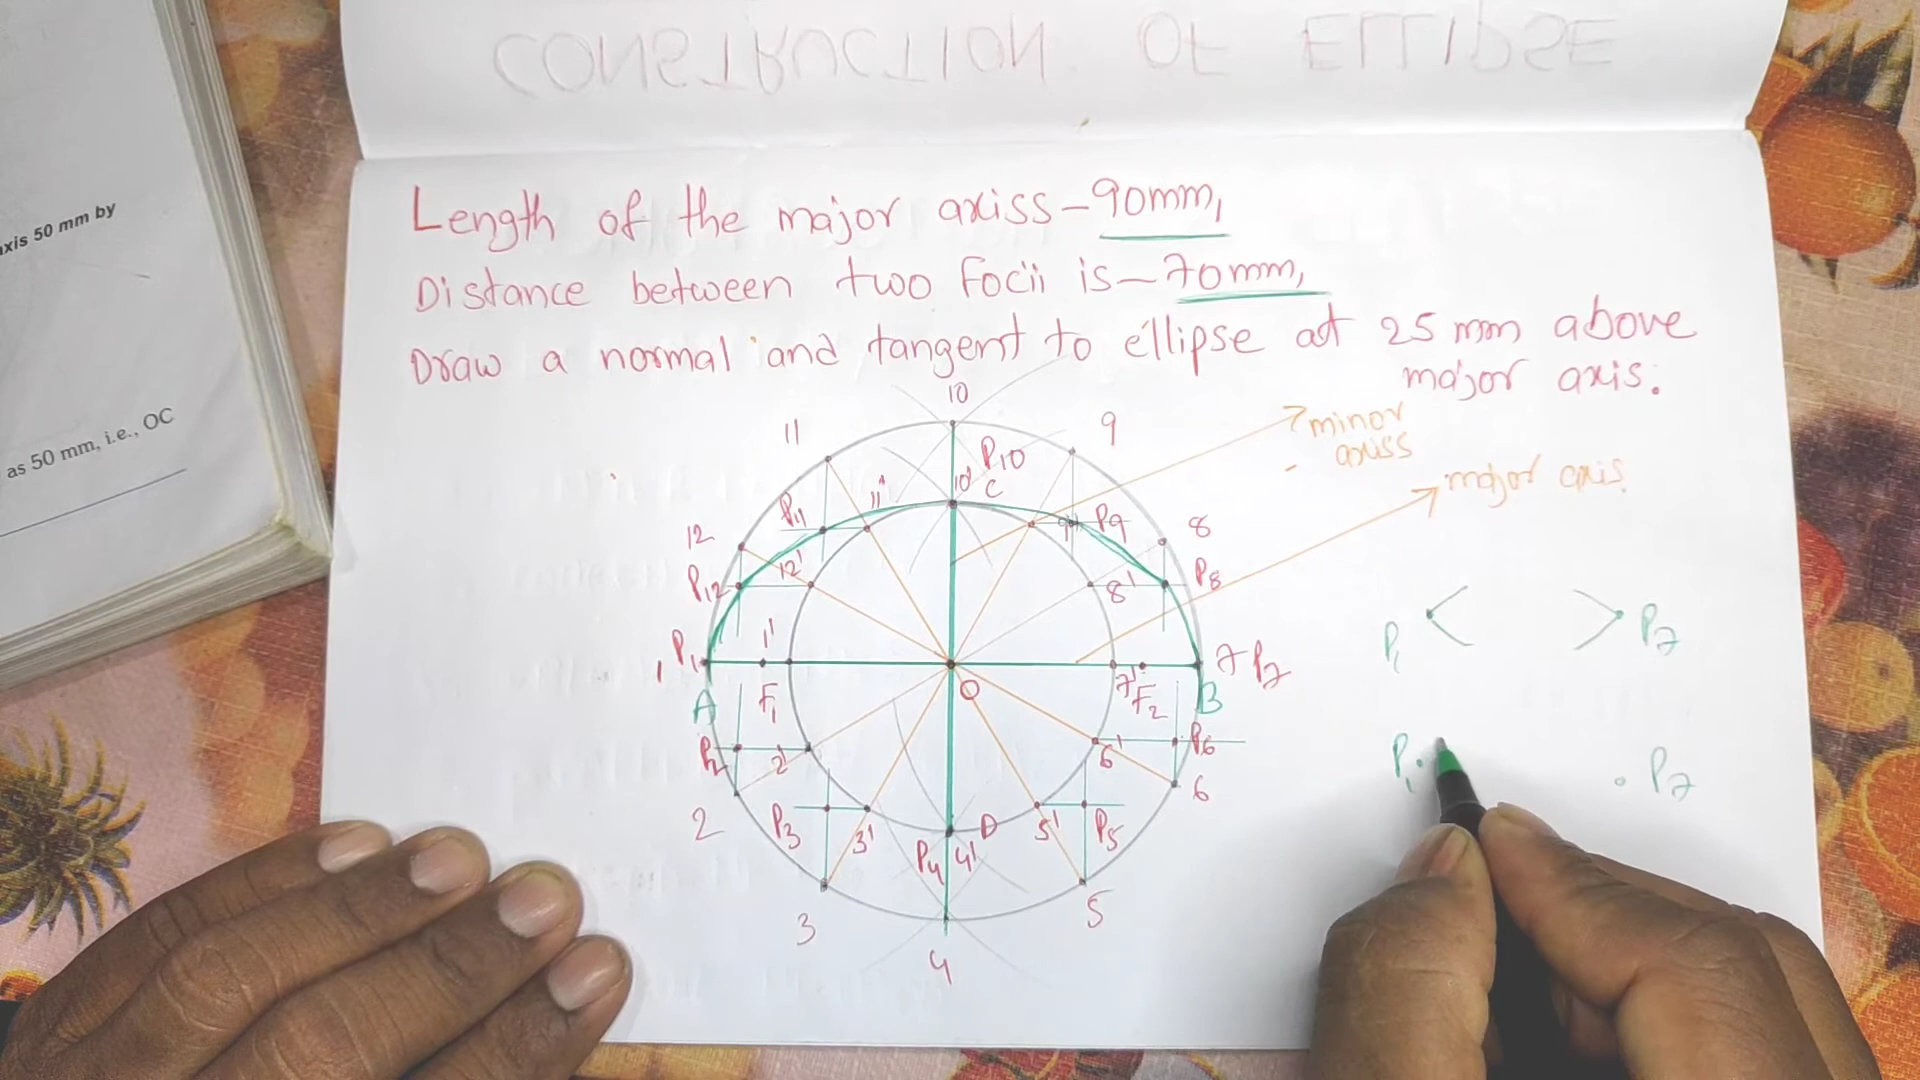 CONSTRUCTION OF ELLIPSE
axis 50 mm by
as 50 mm, i.e., OC
Length of the major axiss - 90mm,
Distance between two Focii is - 70mm,
Draw a normal and tangent to ellipse at 25 mm above
major axis.
10
minor
axiss
11
9
P10
major axis.
10' C
11'
P11
P9
9'
12
8
12'
P12
8'
P8
P1
P7
1'
1
P1
7 P7
O
7'
A
F1
F2
B
P2
2'
6'
P6
P1
P7
6
2
P3
3'
P4
4'
D
5'
P5
3
5
4